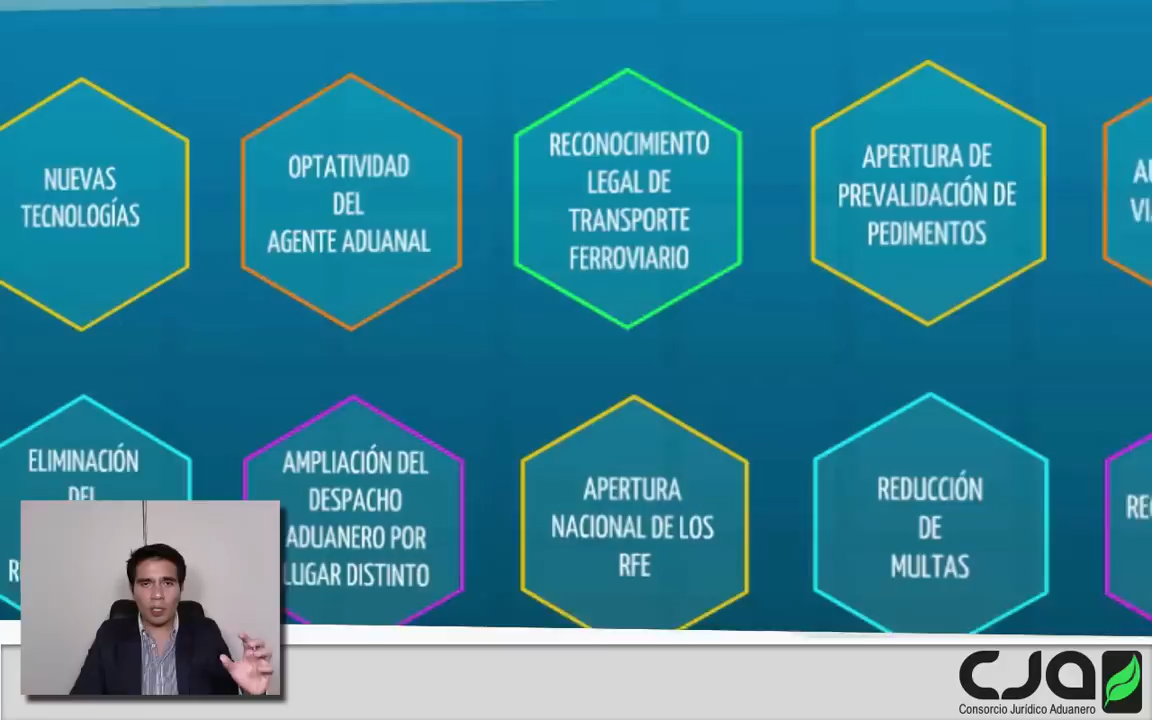 NUEVAS
TECNOLOGÍAS
OPTATIVIDAD
DEL
AGENTE ADUANAL
RECONOCIMIENTO
LEGAL DE
TRANSPORTE
FERROVIARIO
APERTURA DE
PREVALIDACIÓN DE
PEDIMENTOS
ELIMINACIÓN
DEL
AMPLIACIÓN DEL
DESPACHO
ADUANERO POR
LUGAR DISTINTO
APERTURA
NACIONAL DE LOS
RFE
REDUCCIÓN
DE
MULTAS
CJA
Consorcio Jurídico Aduanero